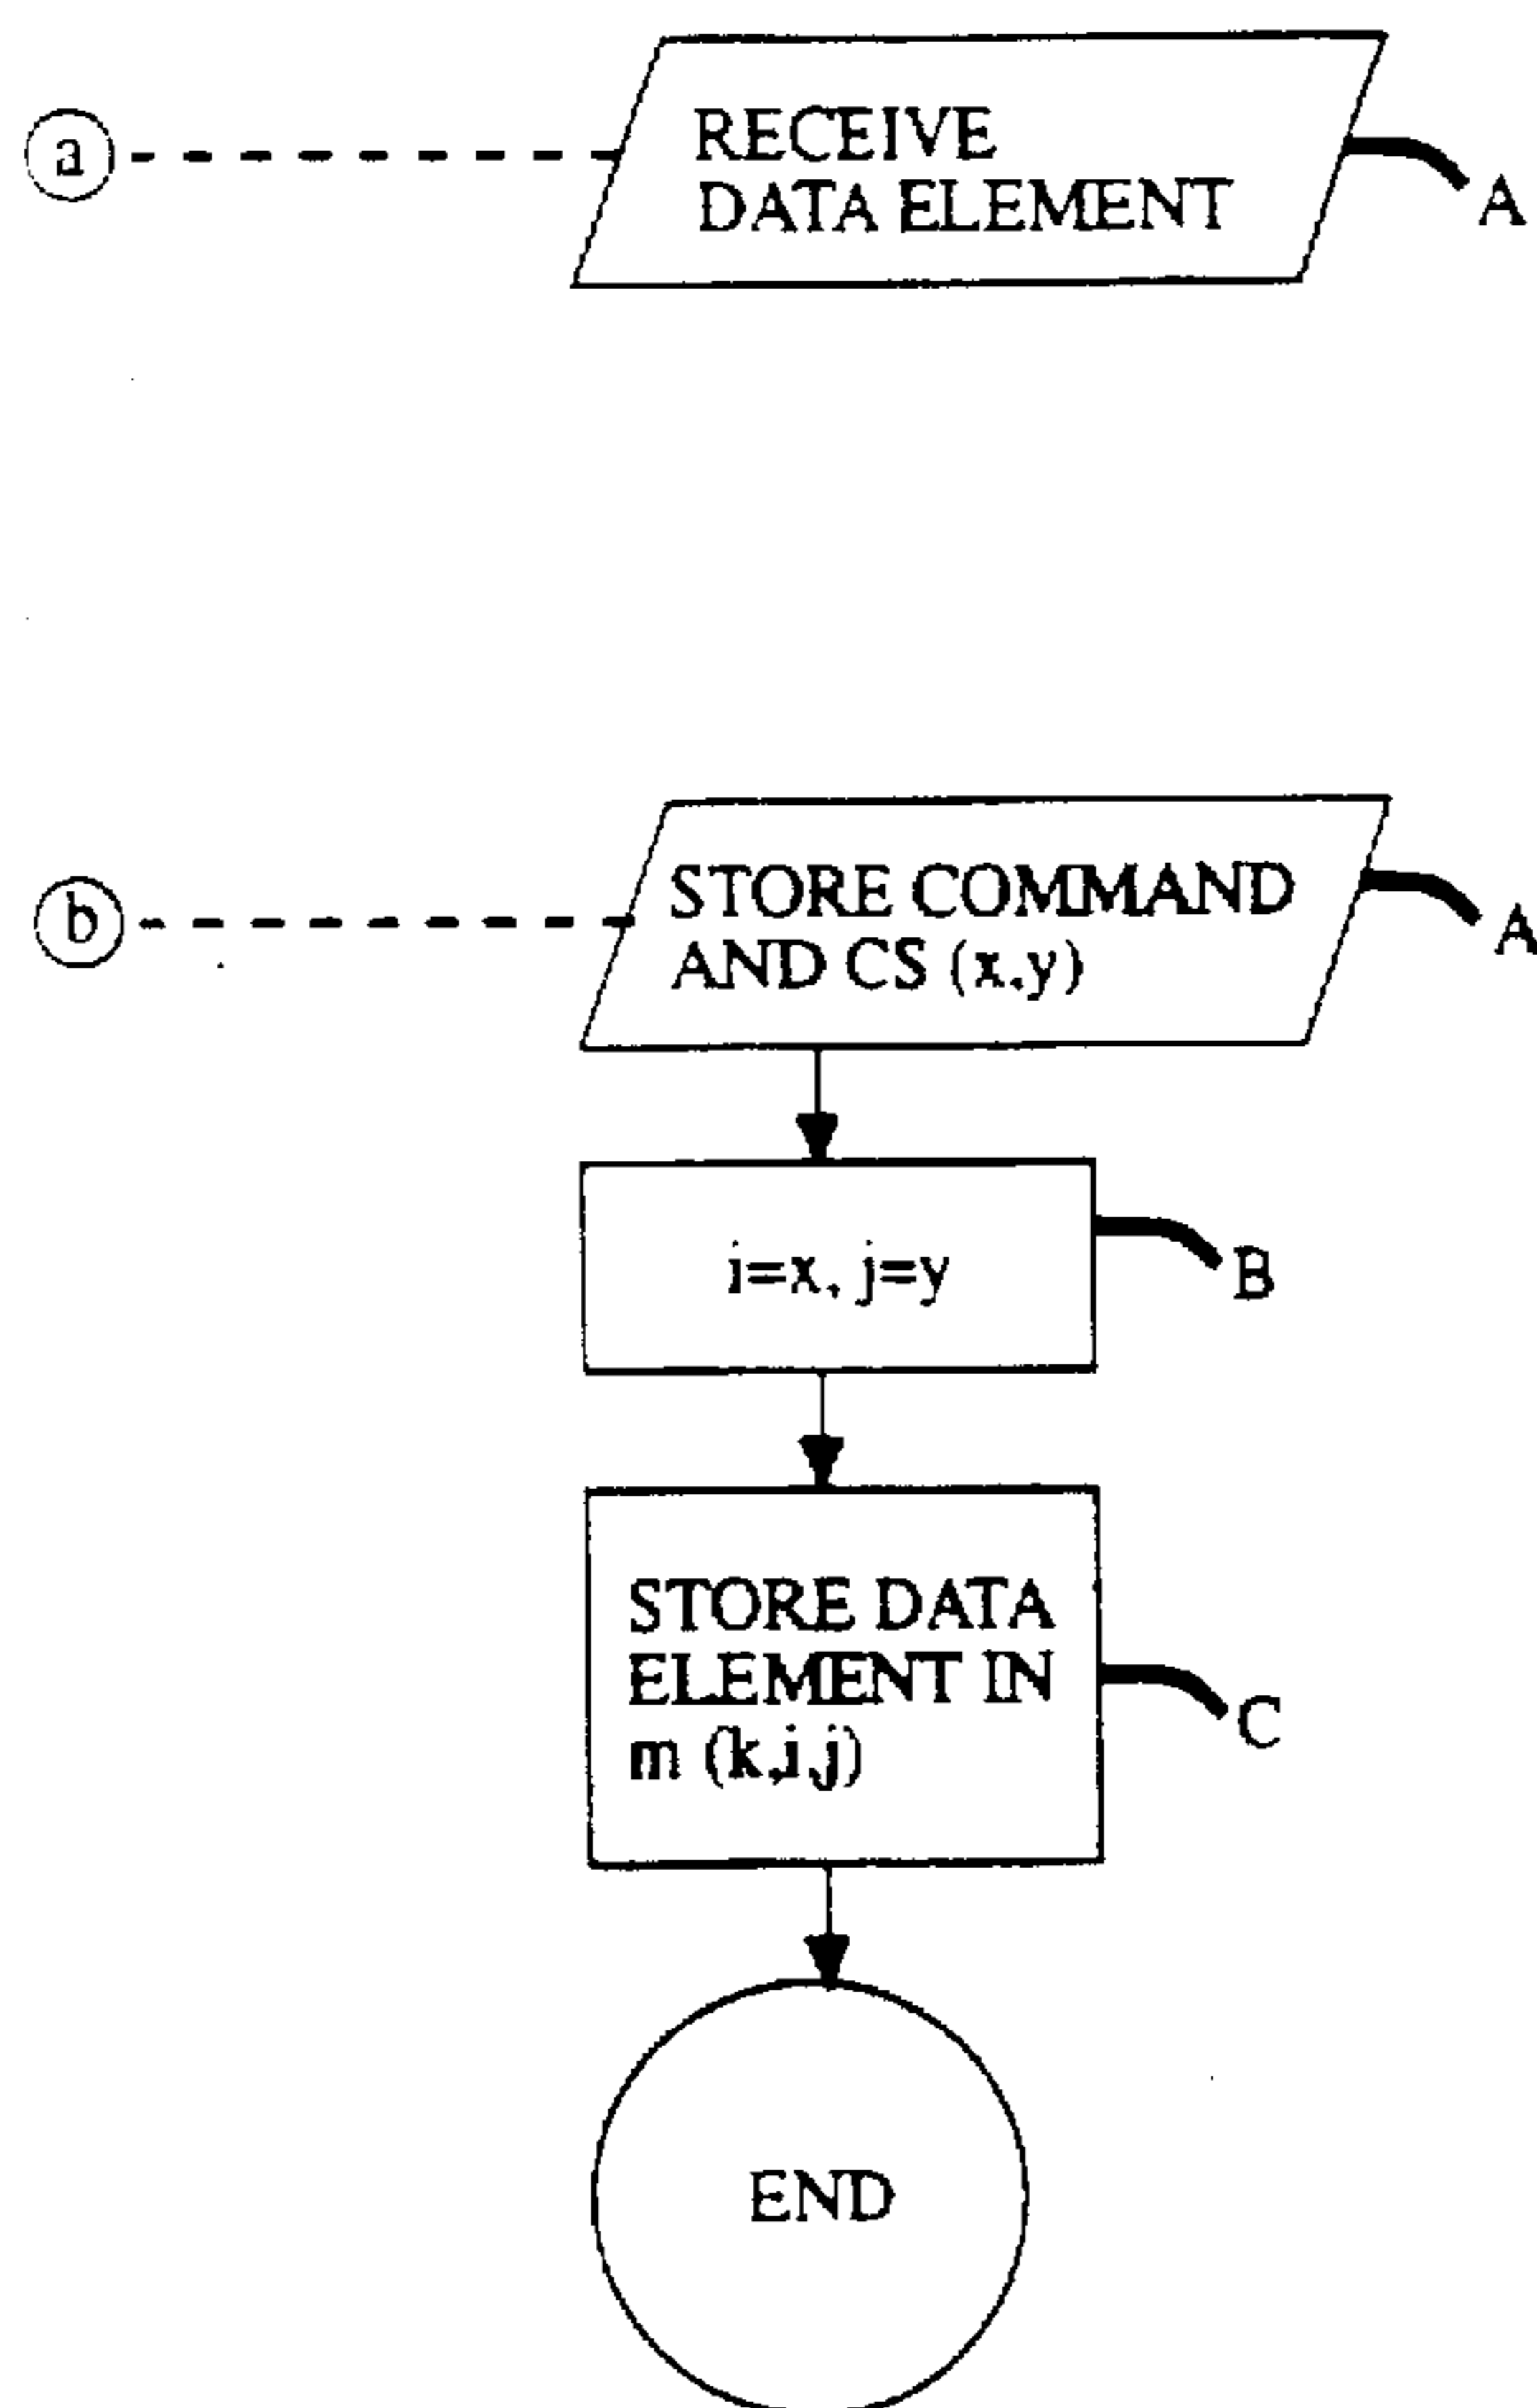 a
RECEIVE
DATA ELEMENT
A
b
STORE COMMAND
AND CS (x,y)
A
i=x, j=y
B
STORE DATA
ELEMENT IN
m (k,i,j)
C
END